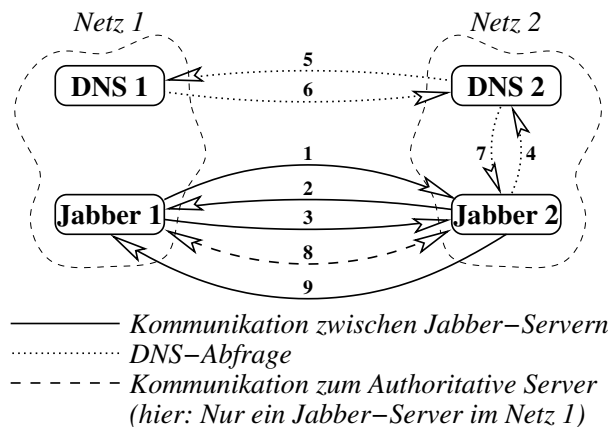 Netz 1 Netz 2
5
DNS 1 DNS 2
6
1
7 4
2
Jabber 1 Jabber 2
3
8
9
Kommunikation zwischen Jabber-Servern
DNS-Abfrage
Kommunikation zum Authoritative Server
(hier: Nur ein Jabber-Server im Netz 1)